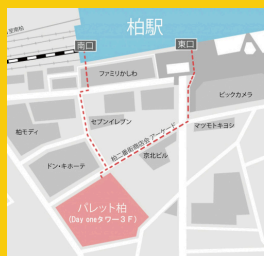 柏駅
南口
東口
ファミリかしわ
ビックカメラ
セブンイレブン
マツモトキヨシ
柏モディ
柏二番街商店会 アーケード
京北ビル
ドン・キホーテ
パレット柏
(Day oneタワー3F)